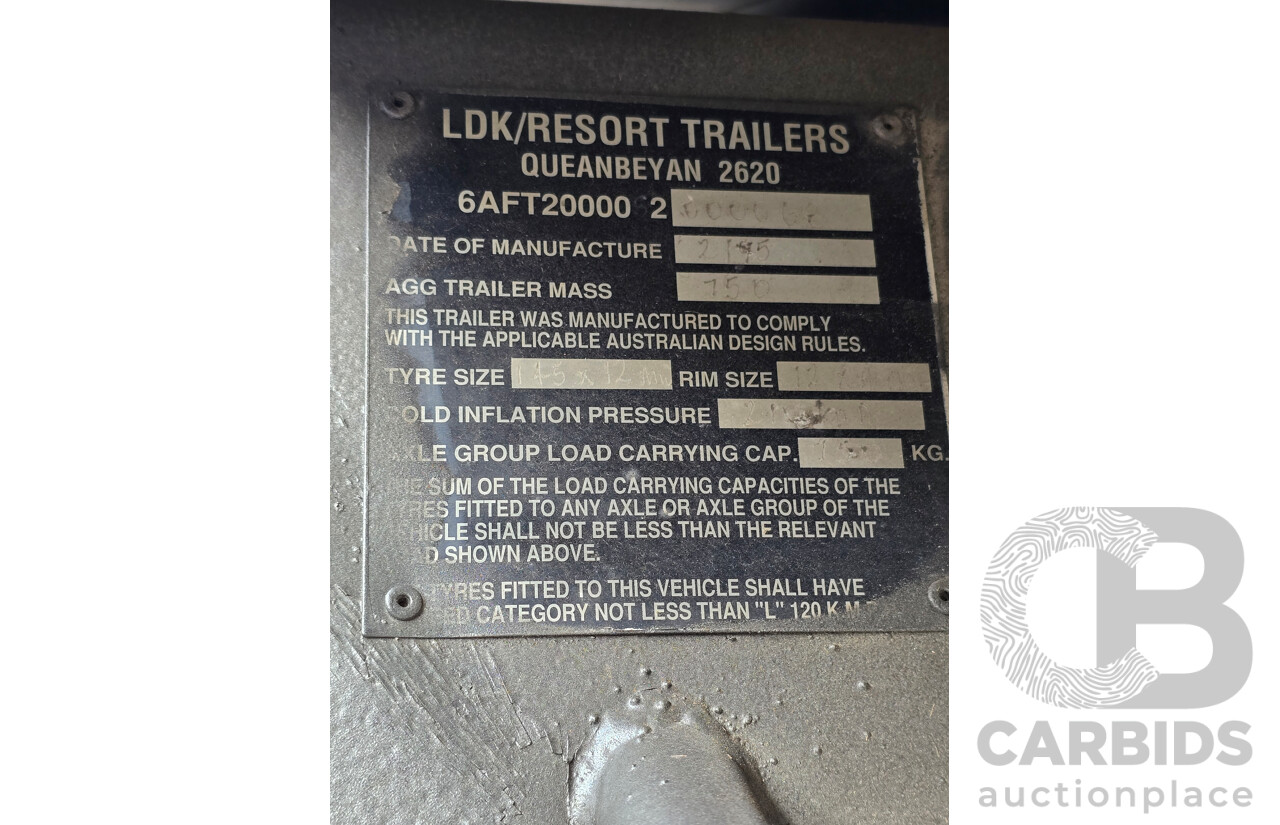 LDK/RESORT TRAILERS
QUEANBEYAN 2620
6AFT20000 2
DATE OF MANUFACTURE
AGG TRAILER MASS 750
THIS TRAILER WAS MANUFACTURED TO COMPLY
WITH THE APPLICABLE AUSTRALIAN DESIGN RULES.
TYRE SIZE RIM SIZE
COLD INFLATION PRESSURE
AXLE GROUP LOAD CARRYING CAP. KG.
THE SUM OF THE LOAD CARRYING CAPACITIES OF THE
TYRES FITTED TO ANY AXLE OR AXLE GROUP OF THE
VEHICLE SHALL NOT BE LESS THAN THE RELEVANT
LOAD SHOWN ABOVE.
TYRES FITTED TO THIS VEHICLE SHALL HAVE
CATEGORY NOT LESS THAN "L" 120 K.M.
CB
CARBIDS
auctionplace